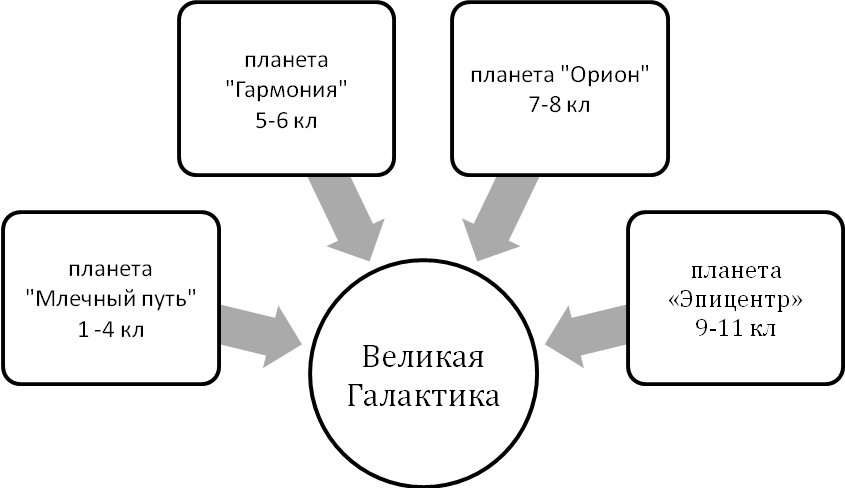 планета
"Гармония"
5-6 кл
планета "Орион"
7-8 кл
планета
"Млечный путь"
1 -4 кл
планета
«Эпицентр»
9-11 кл
Великая
Галактика